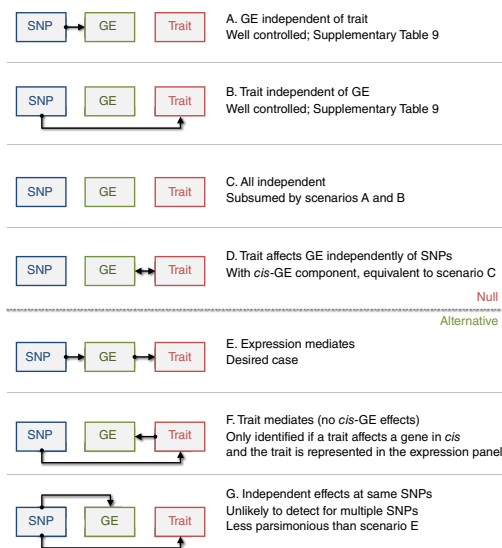 SNP GE Trait
A. GE independent of trait
Well controlled; Supplementary Table 9
SNP GE Trait
B. Trait independent of GE
Well controlled; Supplementary Table 9
SNP GE Trait
C. All independent
Subsumed by scenarios A and B
SNP GE Trait
D. Trait affects GE independently of SNPs
With cis-GE component, equivalent to scenario C
Null
Alternative
SNP GE Trait
E. Expression mediates
Desired case
SNP GE Trait
F. Trait mediates (no cis-GE effects)
Only identified if a trait affects a gene in cis
and the trait is represented in the expression panel
SNP GE Trait
G. Independent effects at same SNPs
Unlikely to detect for multiple SNPs
Less parsimonious than scenario E